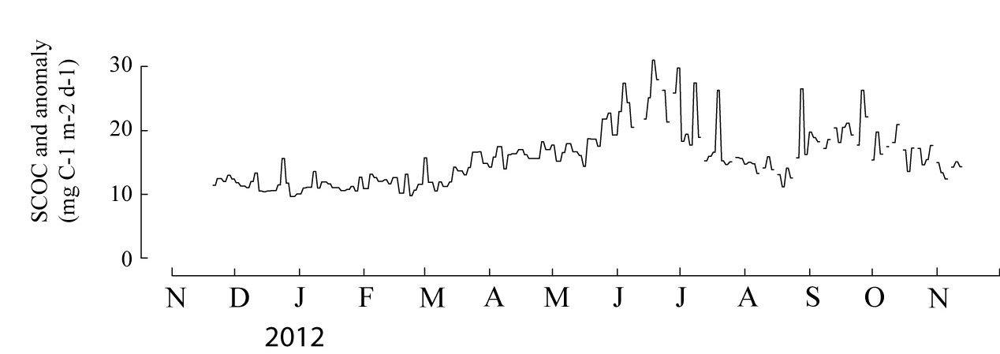 SCOC and anomaly
(mg C-1 m-2 d-1)
30
20
10
0
N D J F M A M J J A S O N
2012